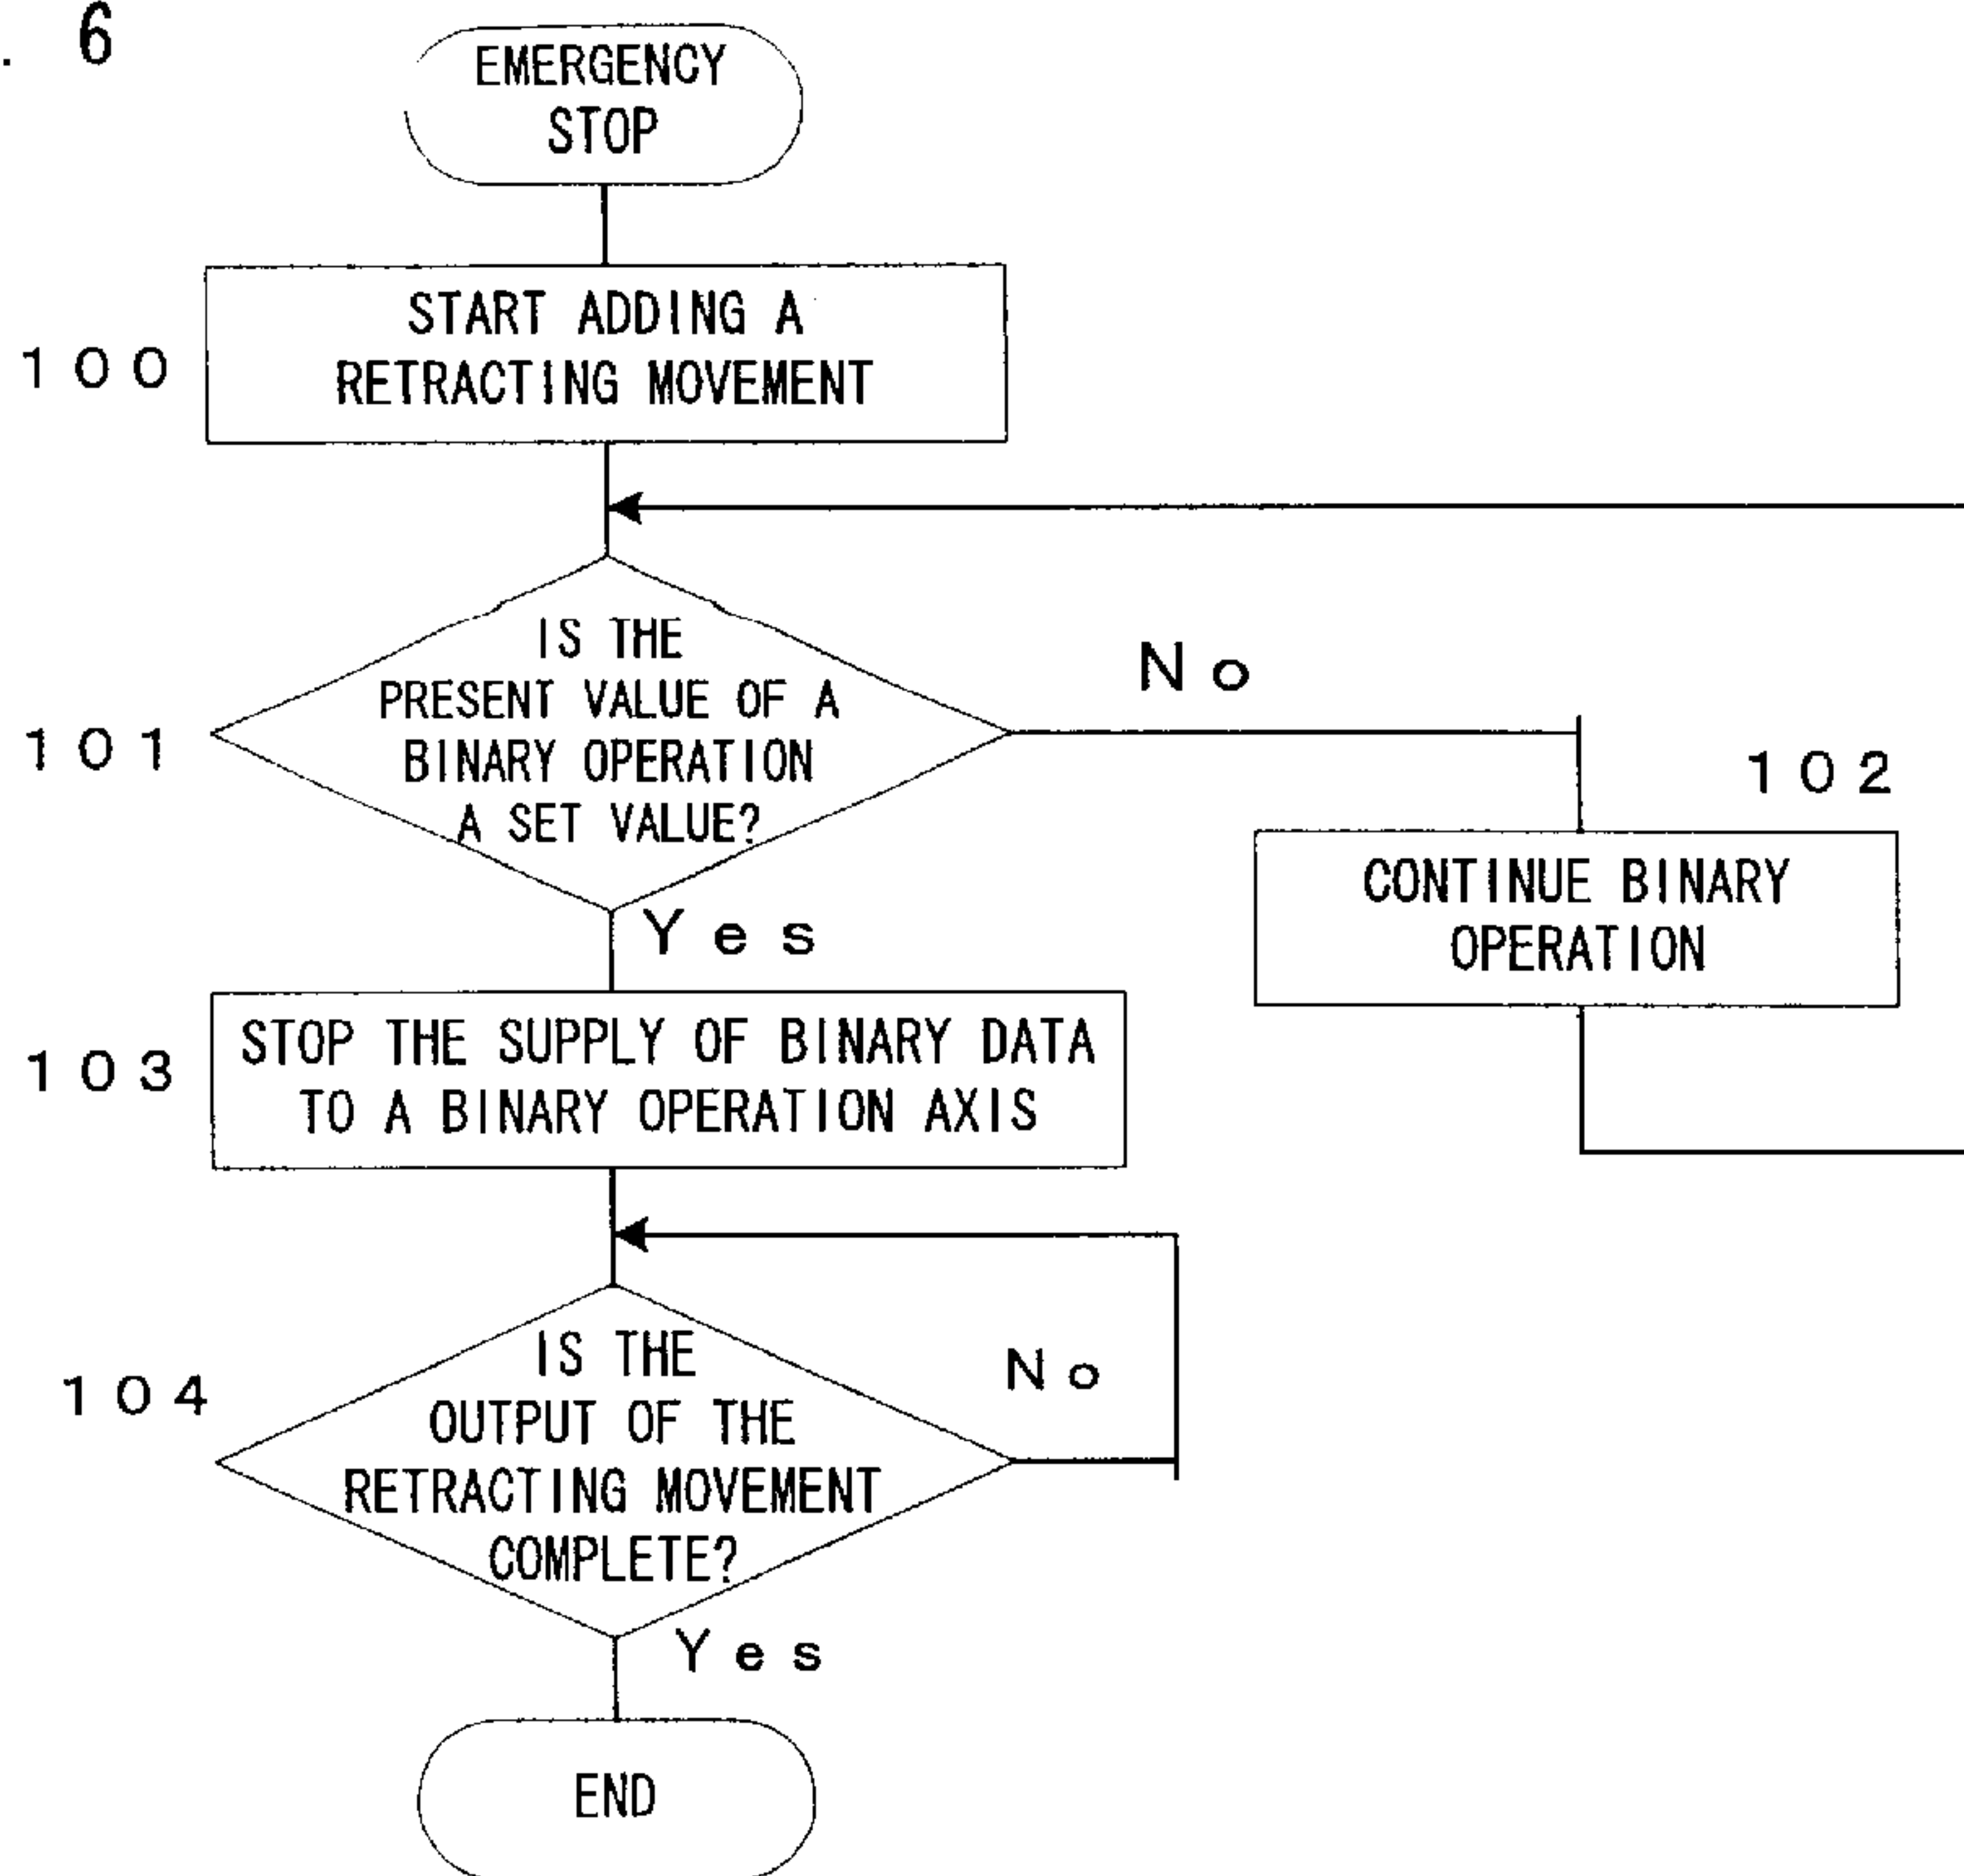 . 6
EMERGENCY
STOP
START ADDING A
RETRACTING MOVEMENT
100
IS THE
PRESENT VALUE OF A
BINARY OPERATION
A SET VALUE?
101
No
102
CONTINUE BINARY
OPERATION
Yes
STOP THE SUPPLY OF BINARY DATA
TO A BINARY OPERATION AXIS
103
IS THE
OUTPUT OF THE
RETRACTING MOVEMENT
COMPLETE?
104
No
Yes
END